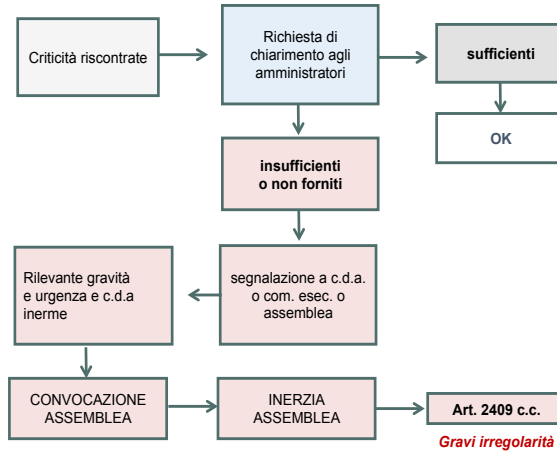 Criticità riscontrate
Richiesta di
chiarimento agli
amministratori
sufficienti
OK
insufficienti
o non forniti
segnalazione a c.d.a.
o com. esec. o
assemblea
Rilevante gravità
e urgenza e c.d.a
inerme
CONVOCAZIONE
ASSEMBLEA
INERZIA
ASSEMBLEA
Art. 2409 c.c.
Gravi irregolarità